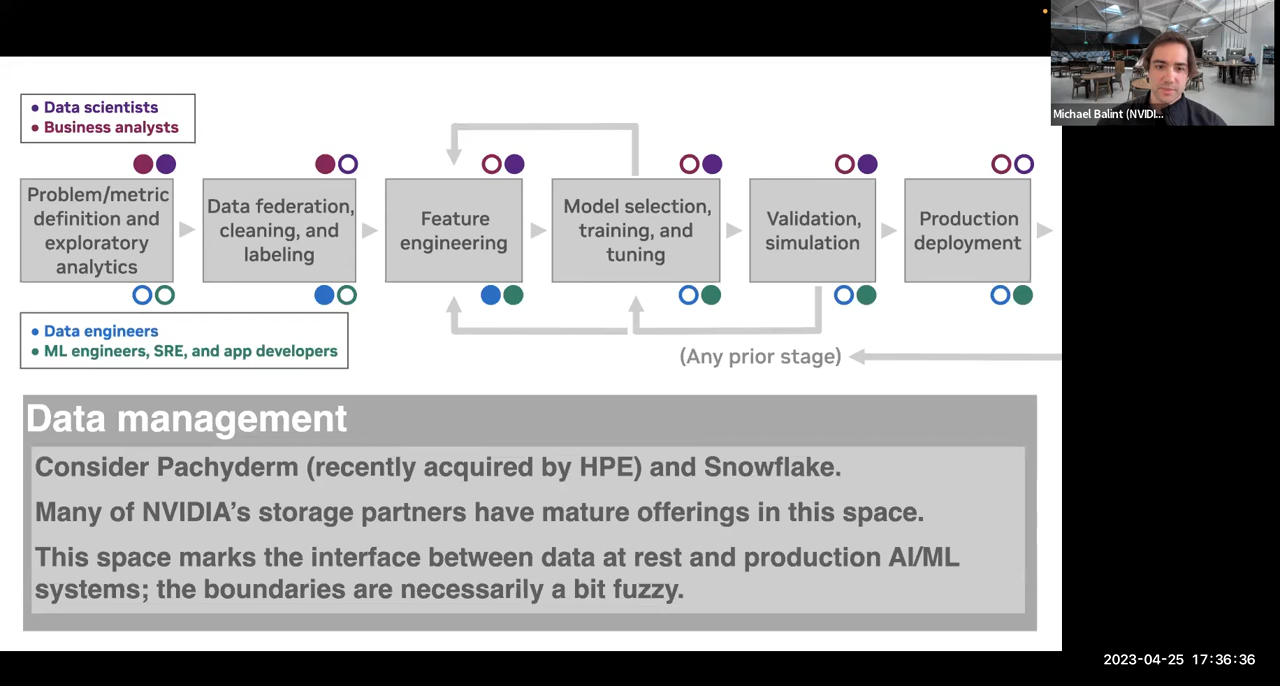 Michael Balint (NVIDI...
• Data scientists
• Business analysts
Problem/metric
definition and
exploratory
analytics
Data federation,
cleaning, and
labeling
Feature
engineering
Model selection,
training, and
tuning
Validation,
simulation
Production
deployment
• Data engineers
• ML engineers, SRE, and app developers
(Any prior stage)
Data management
Consider Pachyderm (recently acquired by HPE) and Snowflake.
Many of NVIDIA’s storage partners have mature offerings in this space.
This space marks the interface between data at rest and production AI/ML
systems; the boundaries are necessarily a bit fuzzy.
2023-04-25 17:36:36